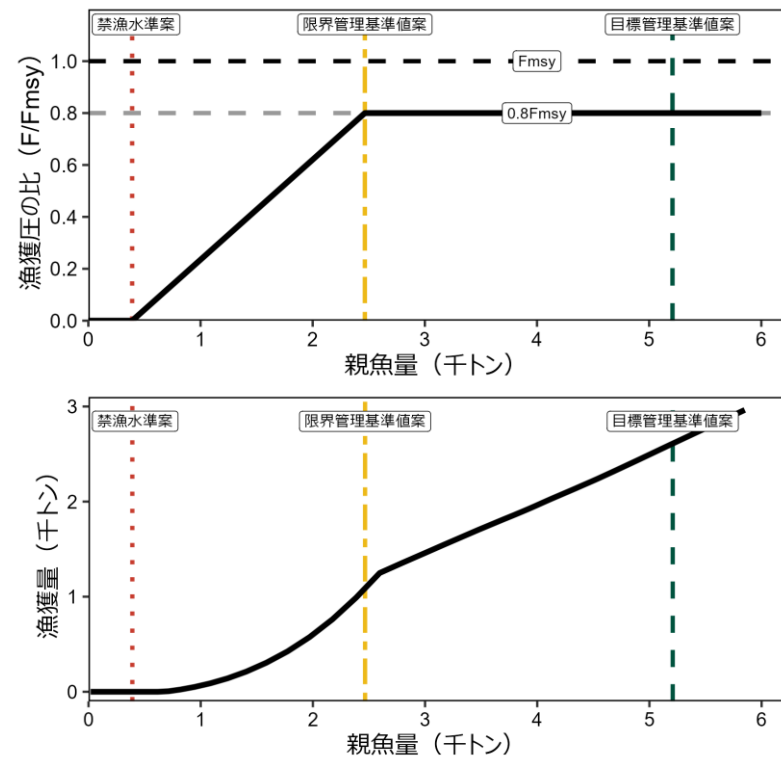 禁漁水準案 限界管理基準値案 目標管理基準値案
Fmsy
0.8Fmsy
漁獲圧の比（F/Fmsy)
1.0
0.8
0.6
0.4
0.2
0.0
0 1 2 3 4 5 6
親魚量（千トン）
禁漁水準案 限界管理基準値案 目標管理基準値案
漁獲量（千トン）
3
2
1
0
0 1 2 3 4 5 6
親魚量（千トン）